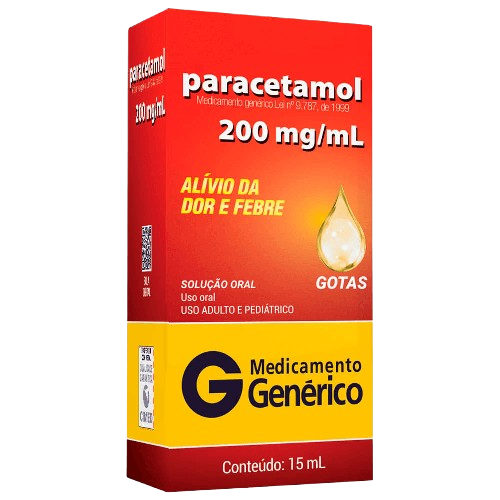 paracetamol
Medicamento genérico Lei nº 9.787, de 1999
200 mg/mL
ALÍVIO DA
DOR E FEBRE
GOTAS
SOLUÇÃO ORAL
Uso oral
USO ADULTO E PEDIÁTRICO
G Medicamento
Genérico
Conteúdo: 15 mL
paracetamol
200 mg/mL
CIMED